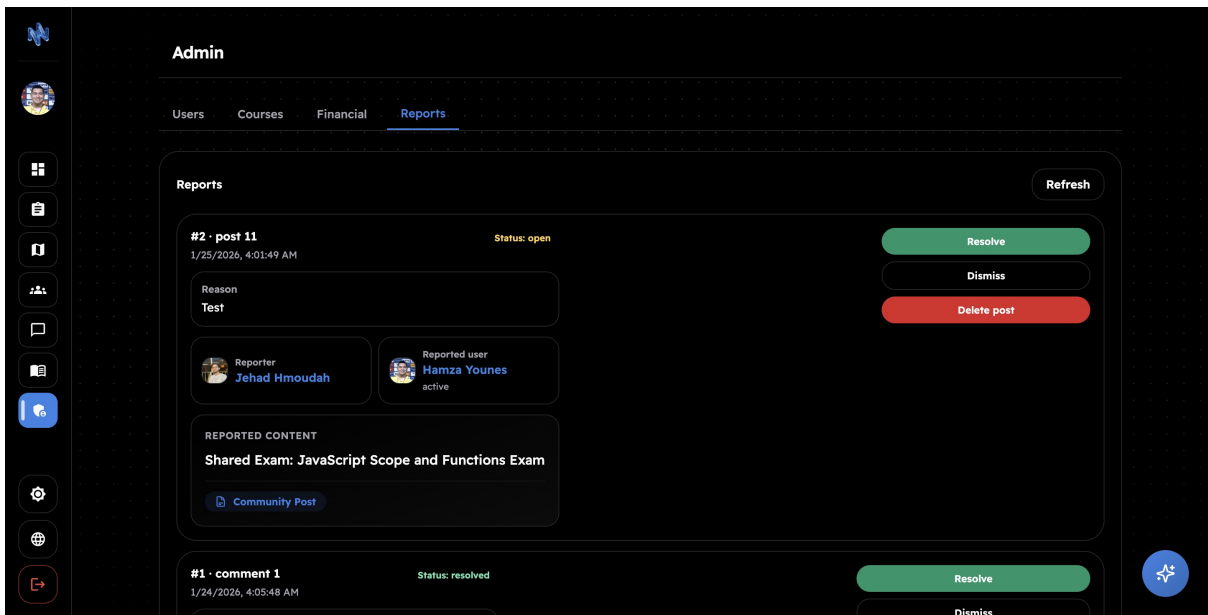 Admin
Users Courses Financial Reports
Reports
Refresh
#2 · post 11
Status: open
1/25/2026, 4:01:49 AM
Resolve
Dismiss
Delete post
Reason
Test
Reporter
Jehad Hmoudah
Reported user
Hamza Younes
active
REPORTED CONTENT
Shared Exam: JavaScript Scope and Functions Exam
Community Post
#1 · comment 1
Status: resolved
1/24/2026, 4:05:48 AM
Resolve
Dismiss